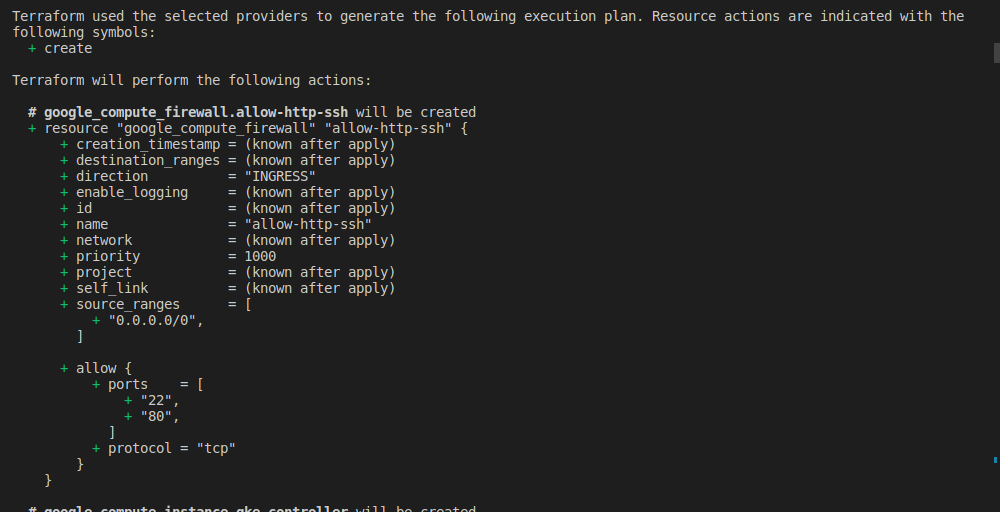 Terraform used the selected providers to generate the following execution plan. Resource actions are indicated with the
following symbols:
  + create

Terraform will perform the following actions:

  # google_compute_firewall.allow-http-ssh will be created
  + resource "google_compute_firewall" "allow-http-ssh" {
      + creation_timestamp = (known after apply)
      + destination_ranges = (known after apply)
      + direction          = "INGRESS"
      + enable_logging     = (known after apply)
      + id                 = (known after apply)
      + name               = "allow-http-ssh"
      + network            = (known after apply)
      + priority           = 1000
      + project            = (known after apply)
      + self_link          = (known after apply)
      + source_ranges      = [
          + "0.0.0.0/0",
        ]

      + allow {
          + ports    = [
              + "22",
              + "80",
            ]
          + protocol = "tcp"
        }
    }

  # google_compute_instance.gke-controller will be created